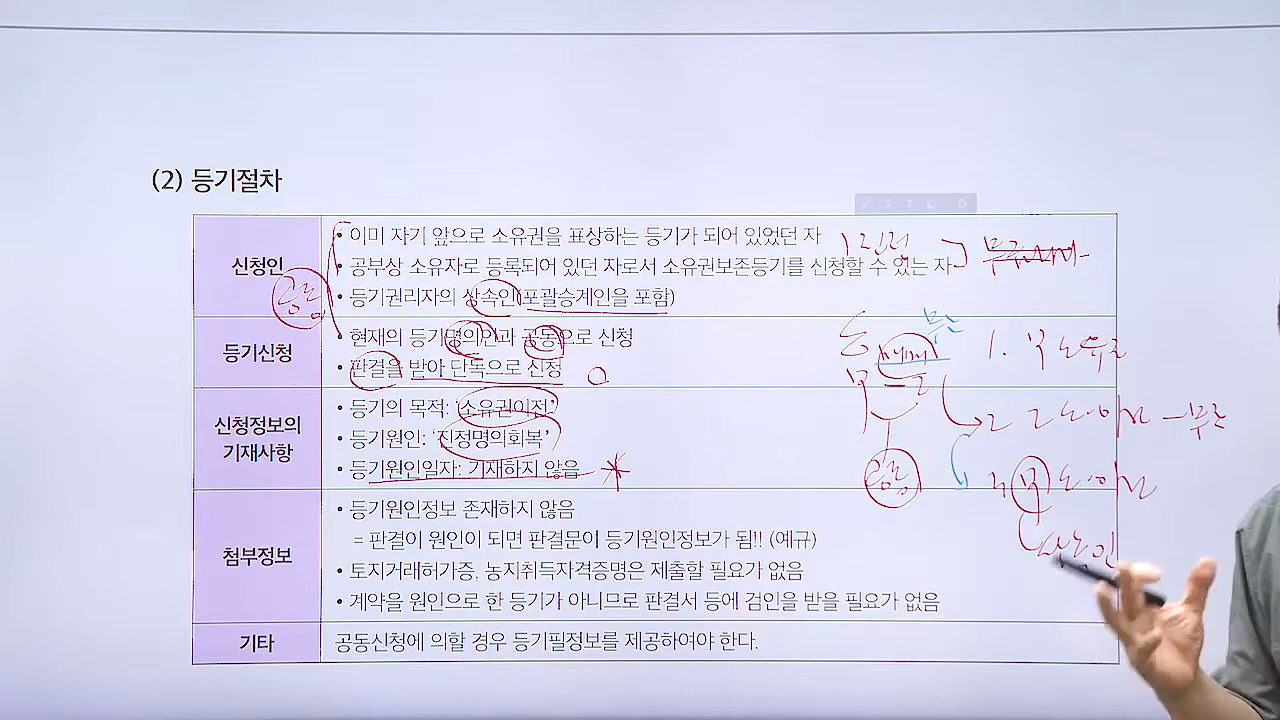 (2) 등기절차
신청인
• 이미 자기 앞으로 소유권을 표상하는 등기가 되어 있었던 자
• 공부상 소유자로 등록되어 있던 자로서 소유권보존등기를 신청할 수 있는 자
• 등기권리자의 상속인(포괄승계인을 포함)
공동
등기신청
• 현재의 등기명의인과 공동으로 신청
• 판결을 받아 단독으로 신청
신청정보의
기재사항
• 등기의 목적: ‘소유권이전’
• 등기원인: ‘진정명의회복’
• 등기원인일자: 기재하지 않음
첨부정보
• 등기원인정보 존재하지 않음
= 판결이 원인이 되면 판결문이 등기원인정보가 됨!! (예규)
• 토지거래허가증, 농지취득자격증명은 제출할 필요가 없음
• 계약을 원인으로 한 등기가 아니므로 판결서 등에 검인을 받을 필요가 없음
기타
공동신청에 의할 경우 등기필정보를 제공하여야 한다.